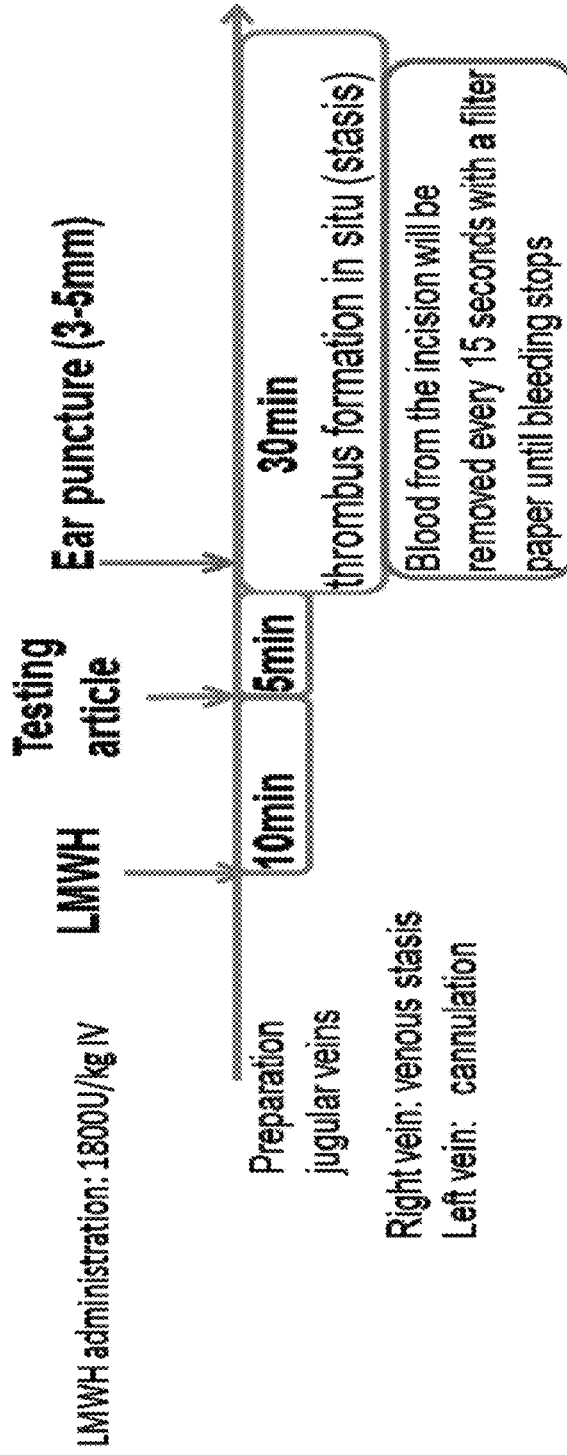 LMWH administration: 1800U/kg IV
LMWH
Testing
article
Ear puncture (3-5mm)
10min
5min
30min
thrombus formation in situ (stasis)
Preparation
jugular veins
Right vein: venous stasis
Left vein: cannulation
Blood from the incision will be
removed every 15 seconds with a filter
paper until bleeding stops